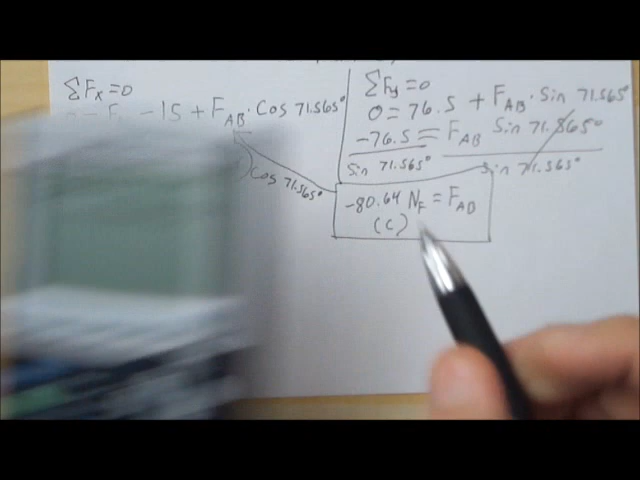 ΣFx = 0
- 15 + FAB · Cos 71.565°
Cos 71.565°
ΣFy = 0
0 = 76.5 + FAB · Sin 71.565°
-76.5 = FAB Sin 71.565°
Sin 71.565° Sin 71.565°
-80.64 NF = FAB
(C)